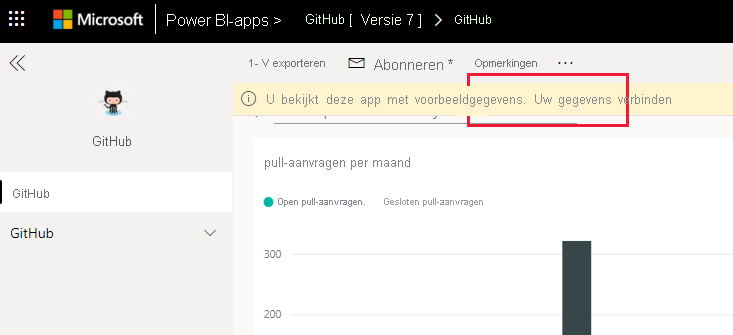 Microsoft Power BI-apps > GitHub [ Versie 7 ] > GitHub
1- V exporteren Abonneren * Opmerkingen ...
U bekijkt deze app met voorbeeldgegevens. Uw gegevens verbinden
GitHub
GitHub
GitHub
pull-aanvragen per maand
Open pull-aanvragen. Gesloten pull-aanvragen
300
200